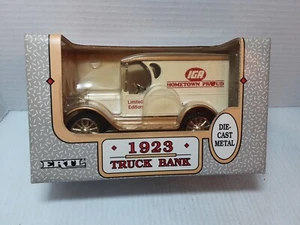 IGA
HOMETOWN PROUD
Limited
Edition
1923
TRUCK BANK
ERTL
DIE-
CAST
METAL